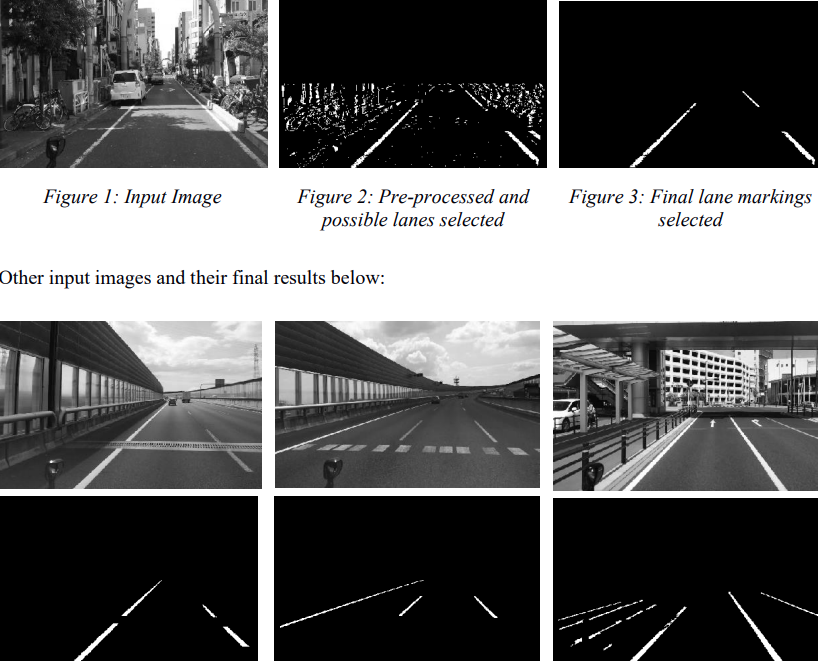 Figure 1: Input Image
Figure 2: Pre-processed and
possible lanes selected
Figure 3: Final lane markings
selected
Other input images and their final results below: